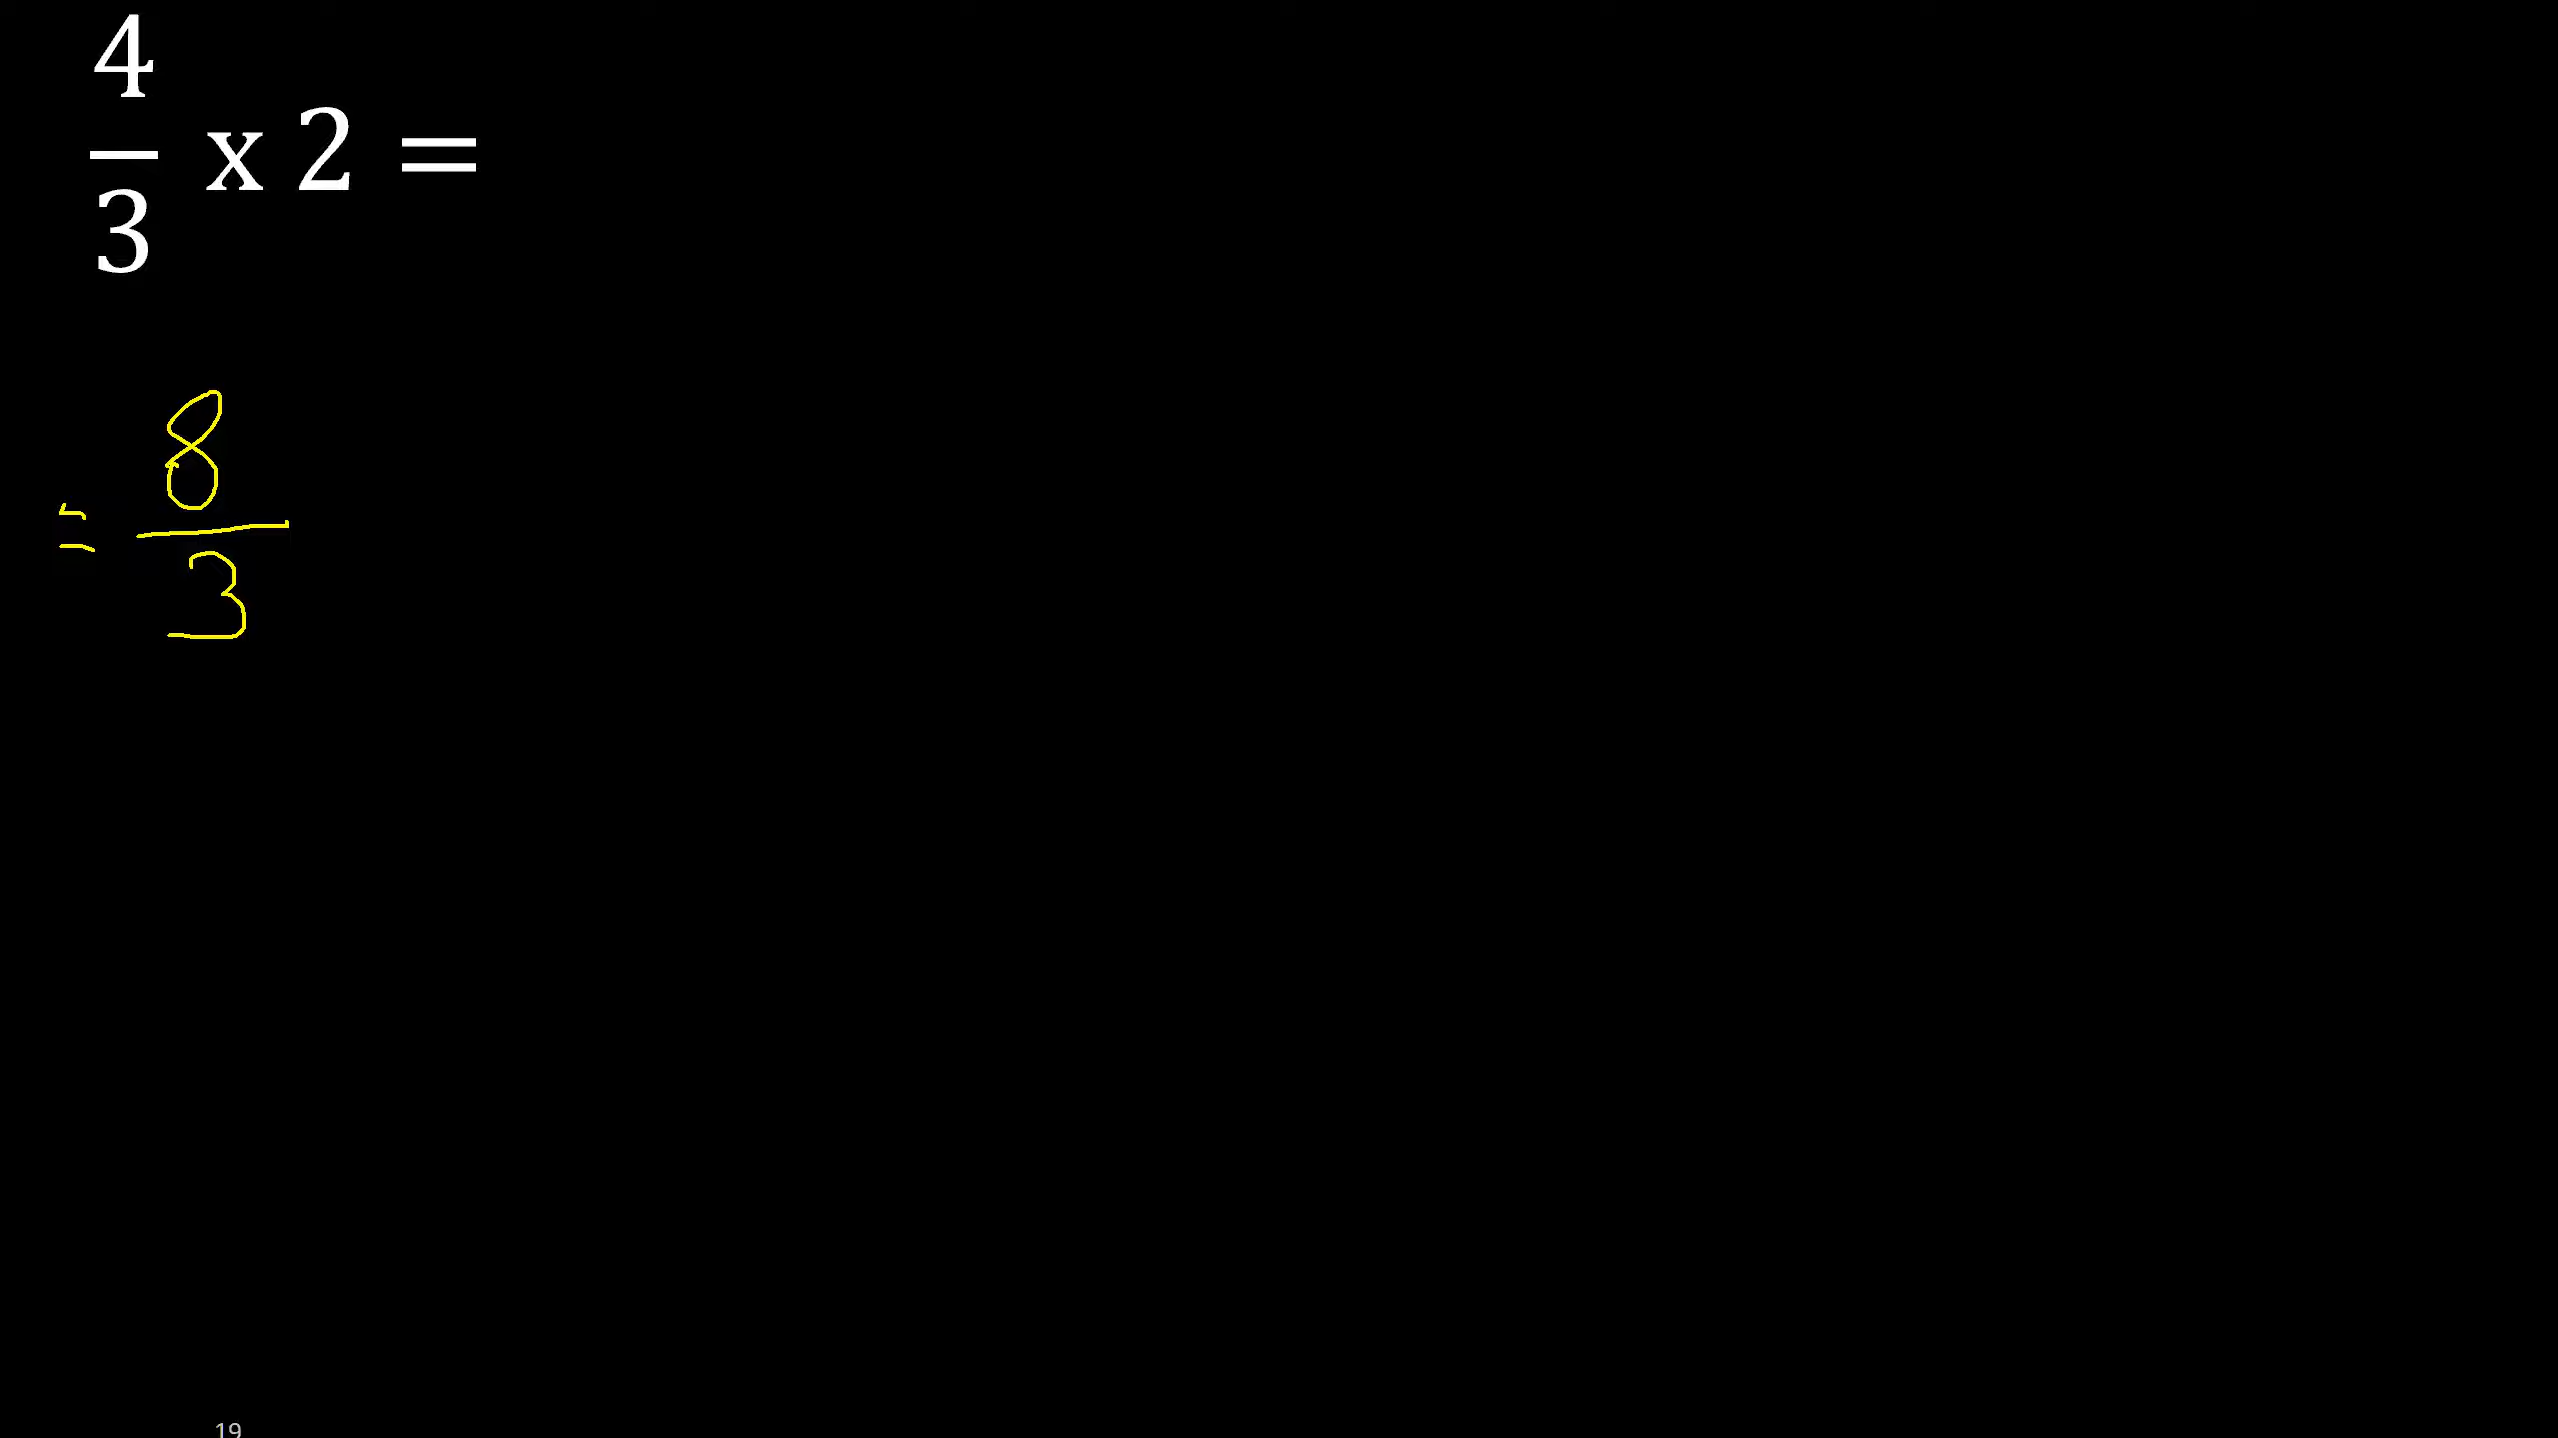 4/3 x 2 =
= 8/3
19